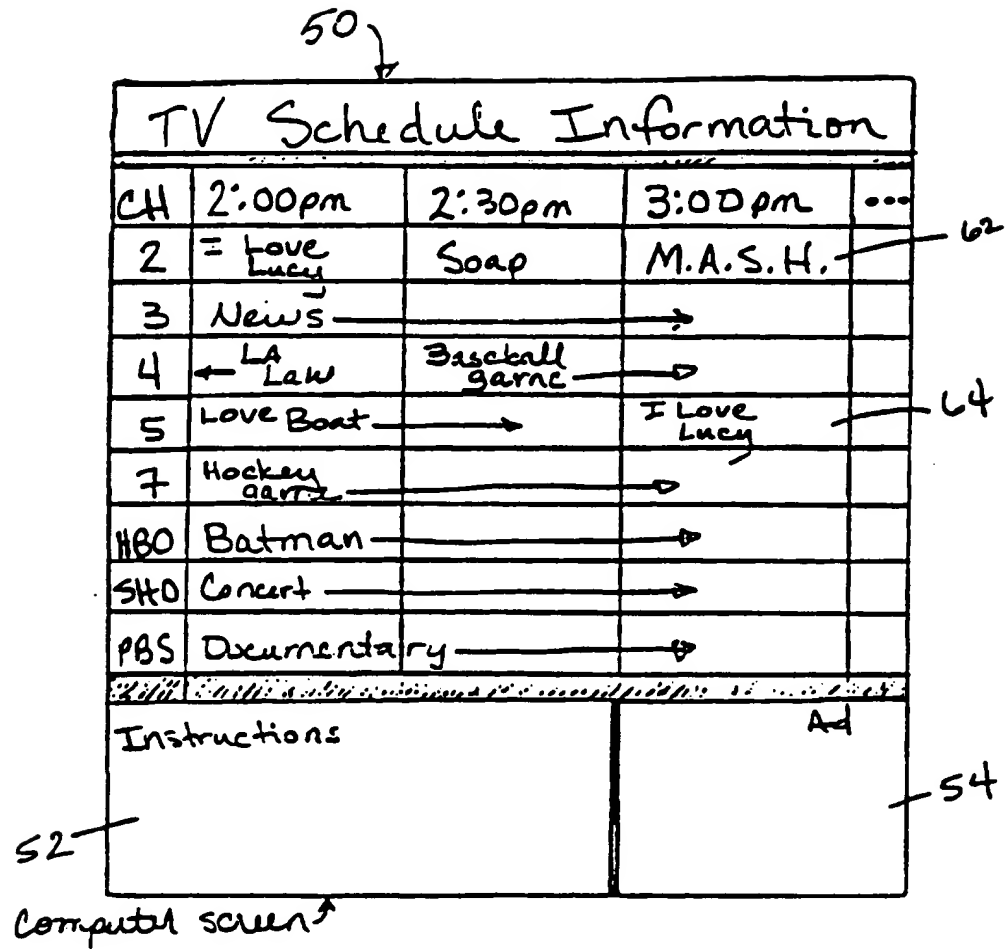 50
TV Schedule Information
CH 2:00pm 2:30pm 3:00pm ...
2 I Love Lucy Soap M.A.S.H. 62
3 News
4 LA Law Baseball game
5 Love Boat I Love Lucy 64
7 Hockey game
HBO Batman
SHO Concert
PBS Documentary
Instructions Ad
52 54
Computer screen